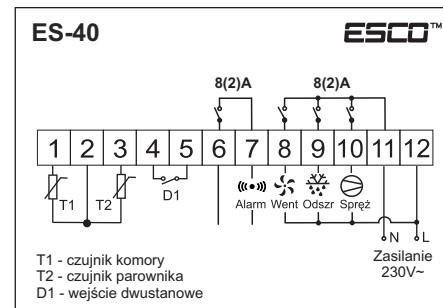 ES-40
ESCO™
8(2)A 8(2)A
1 2 3 4 5 6 7 8 9 10 11 12
T1 T2 D1 Alarm Went Odszr Spręż
N L
T1 - czujnik komory
T2 - czujnik parownika
D1 - wejście dwustanowe
Zasilanie
230V~